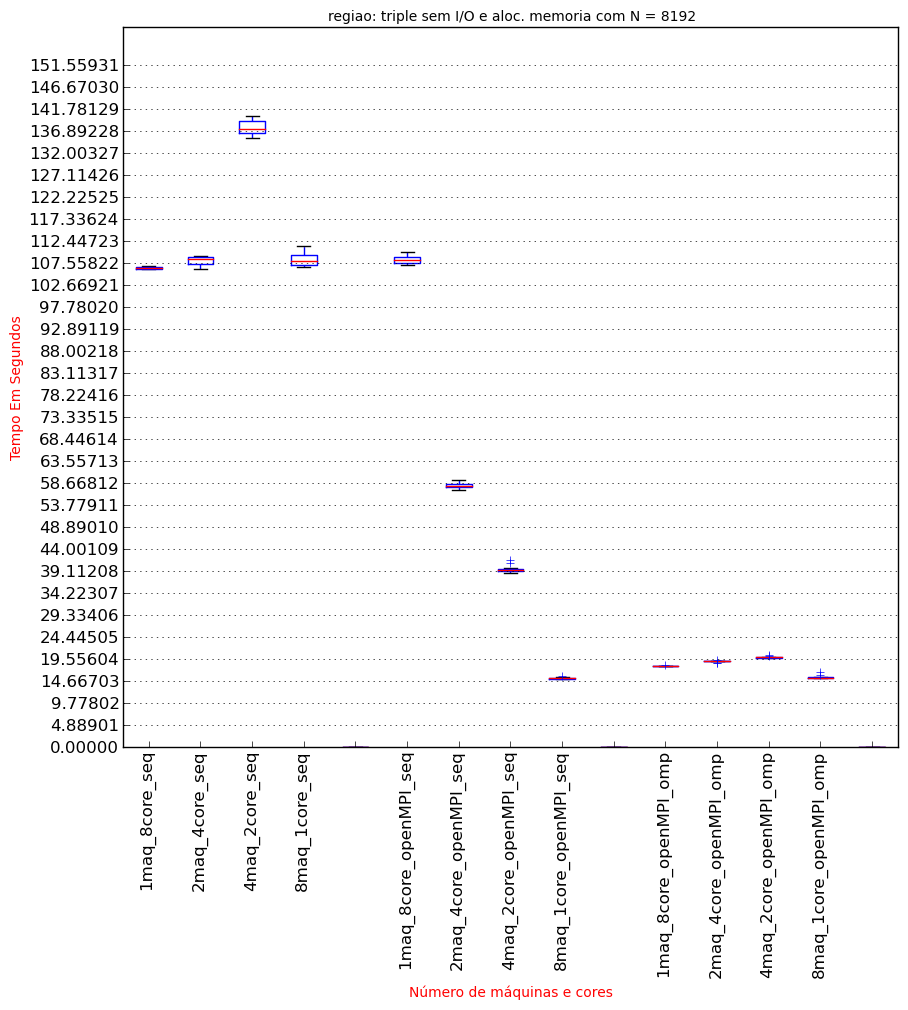 regiao: triple sem I/O e aloc. memoria com N = 8192
151.55931
146.67030
141.78129
136.89228
132.00327
127.11426
122.22525
117.33624
112.44723
107.55822
102.66921
97.78020
92.89119
88.00218
83.11317
78.22416
73.33515
68.44614
63.55713
58.66812
53.77911
48.89010
44.00109
39.11208
34.22307
29.33406
24.44505
19.55604
14.66703
9.77802
4.88901
0.00000
Tempo Em Segundos
1maq_8core_seq
2maq_4core_seq
4maq_2core_seq
8maq_1core_seq
1maq_8core_openMPI_seq
2maq_4core_openMPI_seq
4maq_2core_openMPI_seq
8maq_1core_openMPI_seq
1maq_8core_openMPI_omp
2maq_4core_openMPI_omp
4maq_2core_openMPI_omp
8maq_1core_openMPI_omp
Número de máquinas e cores